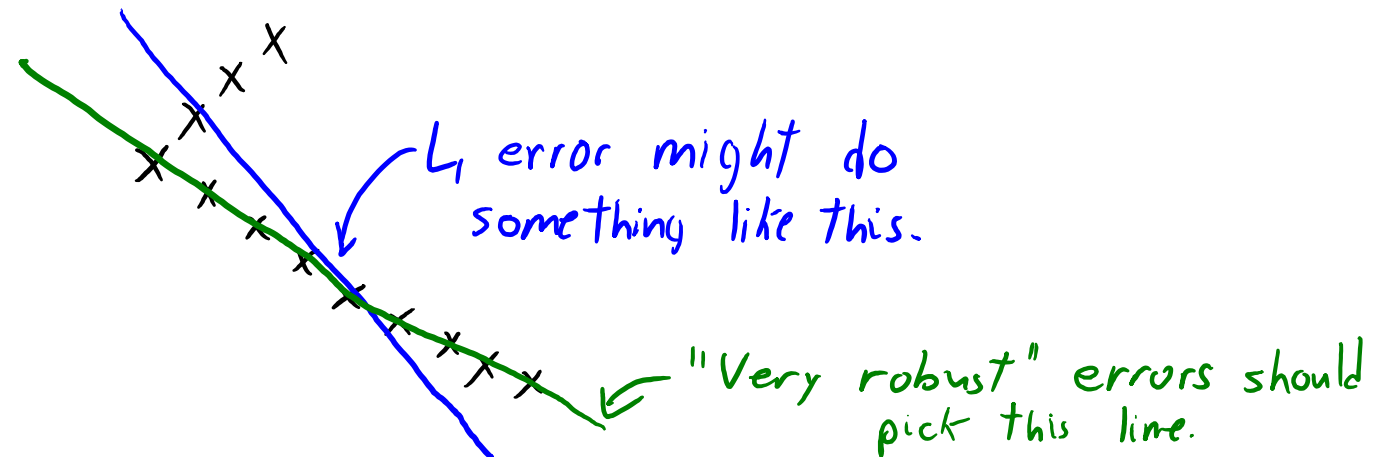 L₁ error might do
something like this.
"Very robust" errors should
pick this line.